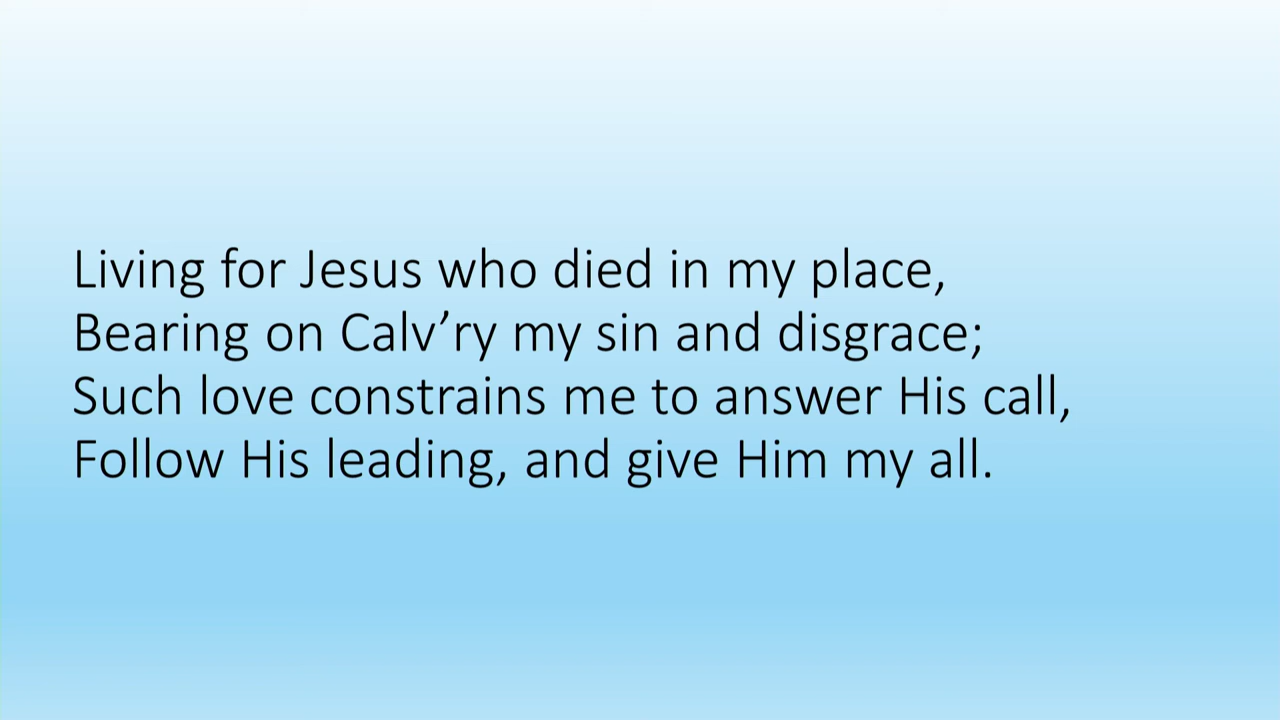 Living for Jesus who died in my place,
Bearing on Calv’ry my sin and disgrace;
Such love constrains me to answer His call,
Follow His leading, and give Him my all.